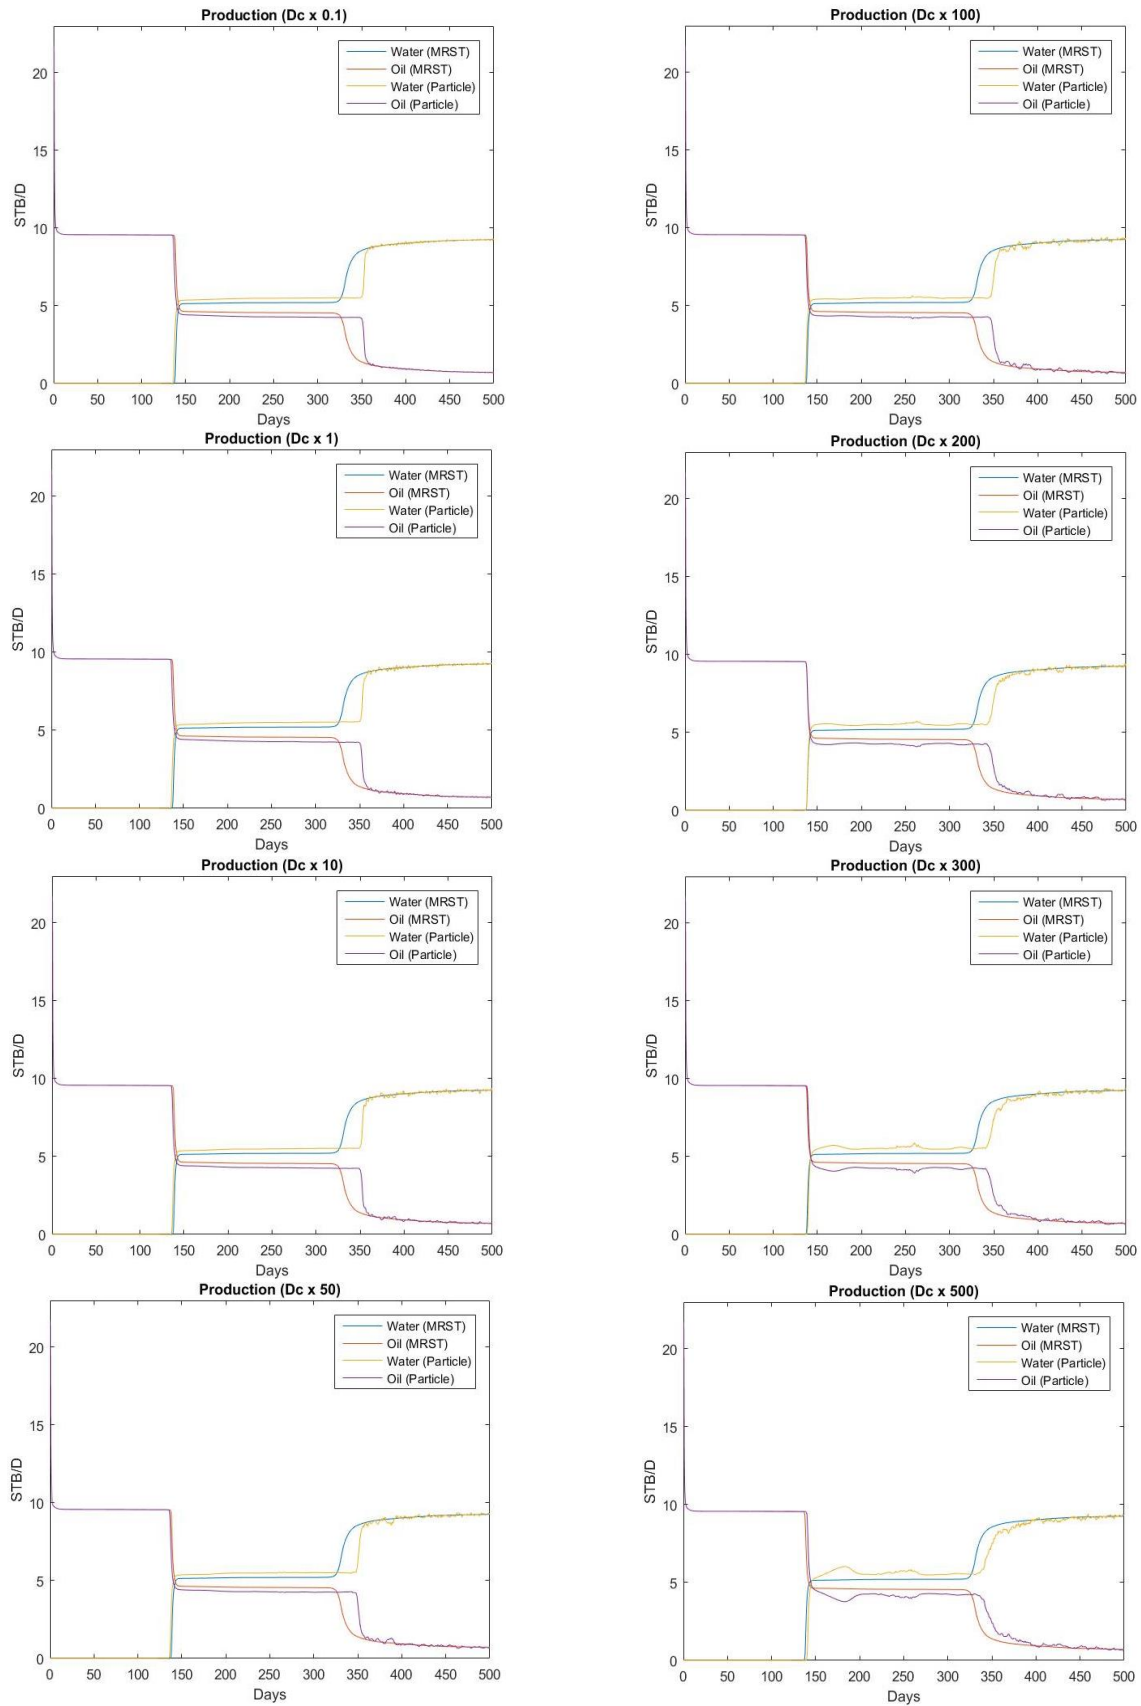 Production (Dc x 0.1)
Water (MRST)
Oil (MRST)
Water (Particle)
Oil (Particle)
STB/D
20
15
10
5
0
0 50 100 150 200 250 300 350 400 450 500
Days
Production (Dc x 100)
Water (MRST)
Oil (MRST)
Water (Particle)
Oil (Particle)
STB/D
20
15
10
5
0
0 50 100 150 200 250 300 350 400 450 500
Days
Production (Dc x 1)
Water (MRST)
Oil (MRST)
Water (Particle)
Oil (Particle)
STB/D
20
15
10
5
0
0 50 100 150 200 250 300 350 400 450 500
Days
Production (Dc x 200)
Water (MRST)
Oil (MRST)
Water (Particle)
Oil (Particle)
STB/D
20
15
10
5
0
0 50 100 150 200 250 300 350 400 450 500
Days
Production (Dc x 10)
Water (MRST)
Oil (MRST)
Water (Particle)
Oil (Particle)
STB/D
20
15
10
5
0
0 50 100 150 200 250 300 350 400 450 500
Days
Production (Dc x 300)
Water (MRST)
Oil (MRST)
Water (Particle)
Oil (Particle)
STB/D
20
15
10
5
0
0 50 100 150 200 250 300 350 400 450 500
Days
Production (Dc x 50)
Water (MRST)
Oil (MRST)
Water (Particle)
Oil (Particle)
STB/D
20
15
10
5
0
0 50 100 150 200 250 300 350 400 450 500
Days
Production (Dc x 500)
Water (MRST)
Oil (MRST)
Water (Particle)
Oil (Particle)
STB/D
20
15
10
5
0
0 50 100 150 200 250 300 350 400 450 500
Days